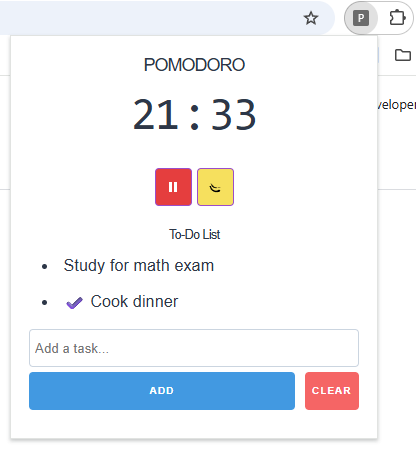 P
POMODORO
veloper
21:33
To-Do List
Study for math exam
Cook dinner
Add a task...
ADD CLEAR